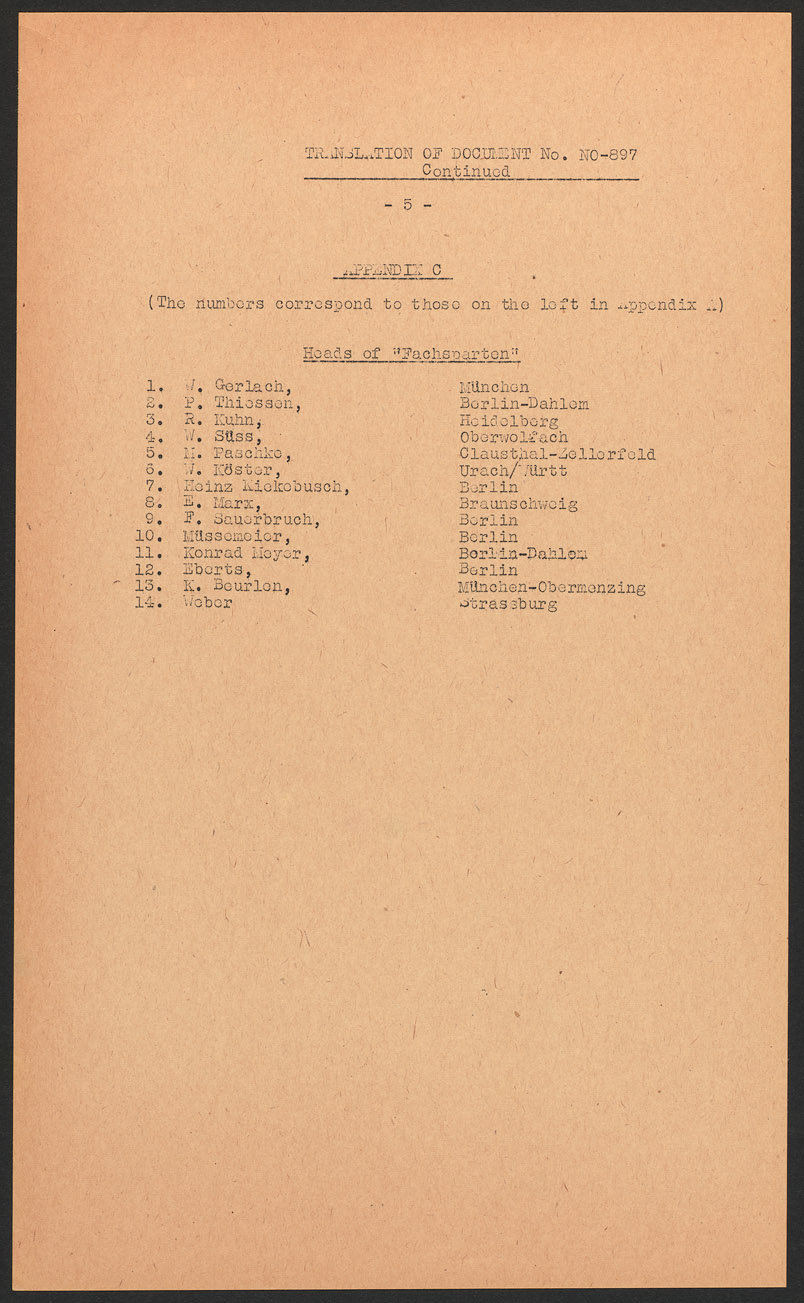 TRANSLATION OF DOCUMENT No. NO-897
Continued
- 5 -
APPENDIX C
(The numbers correspond to those on the left in Appendix A)
Heads of "Fachsparten"
1. W. Gerlach, München
2. P. Thiessen, Berlin-Dahlem
3. R. Kuhn, Heidelberg
4. W. Süss, Oberwolfach
5. M. Paschke, Clausthal-Zellerfeld
6. W. Köster, Urach/Württ
7. Heinz Kiekebusch, Berlin
8. E. Marx, Braunschweig
9. F. Sauerbruch, Berlin
10. Müssemeier, Berlin
11. Konrad Meyer, Berlin-Dahlem
12. Eberts, Berlin
13. K. Beurlen, München-Obermenzing
14. Weber Strassburg